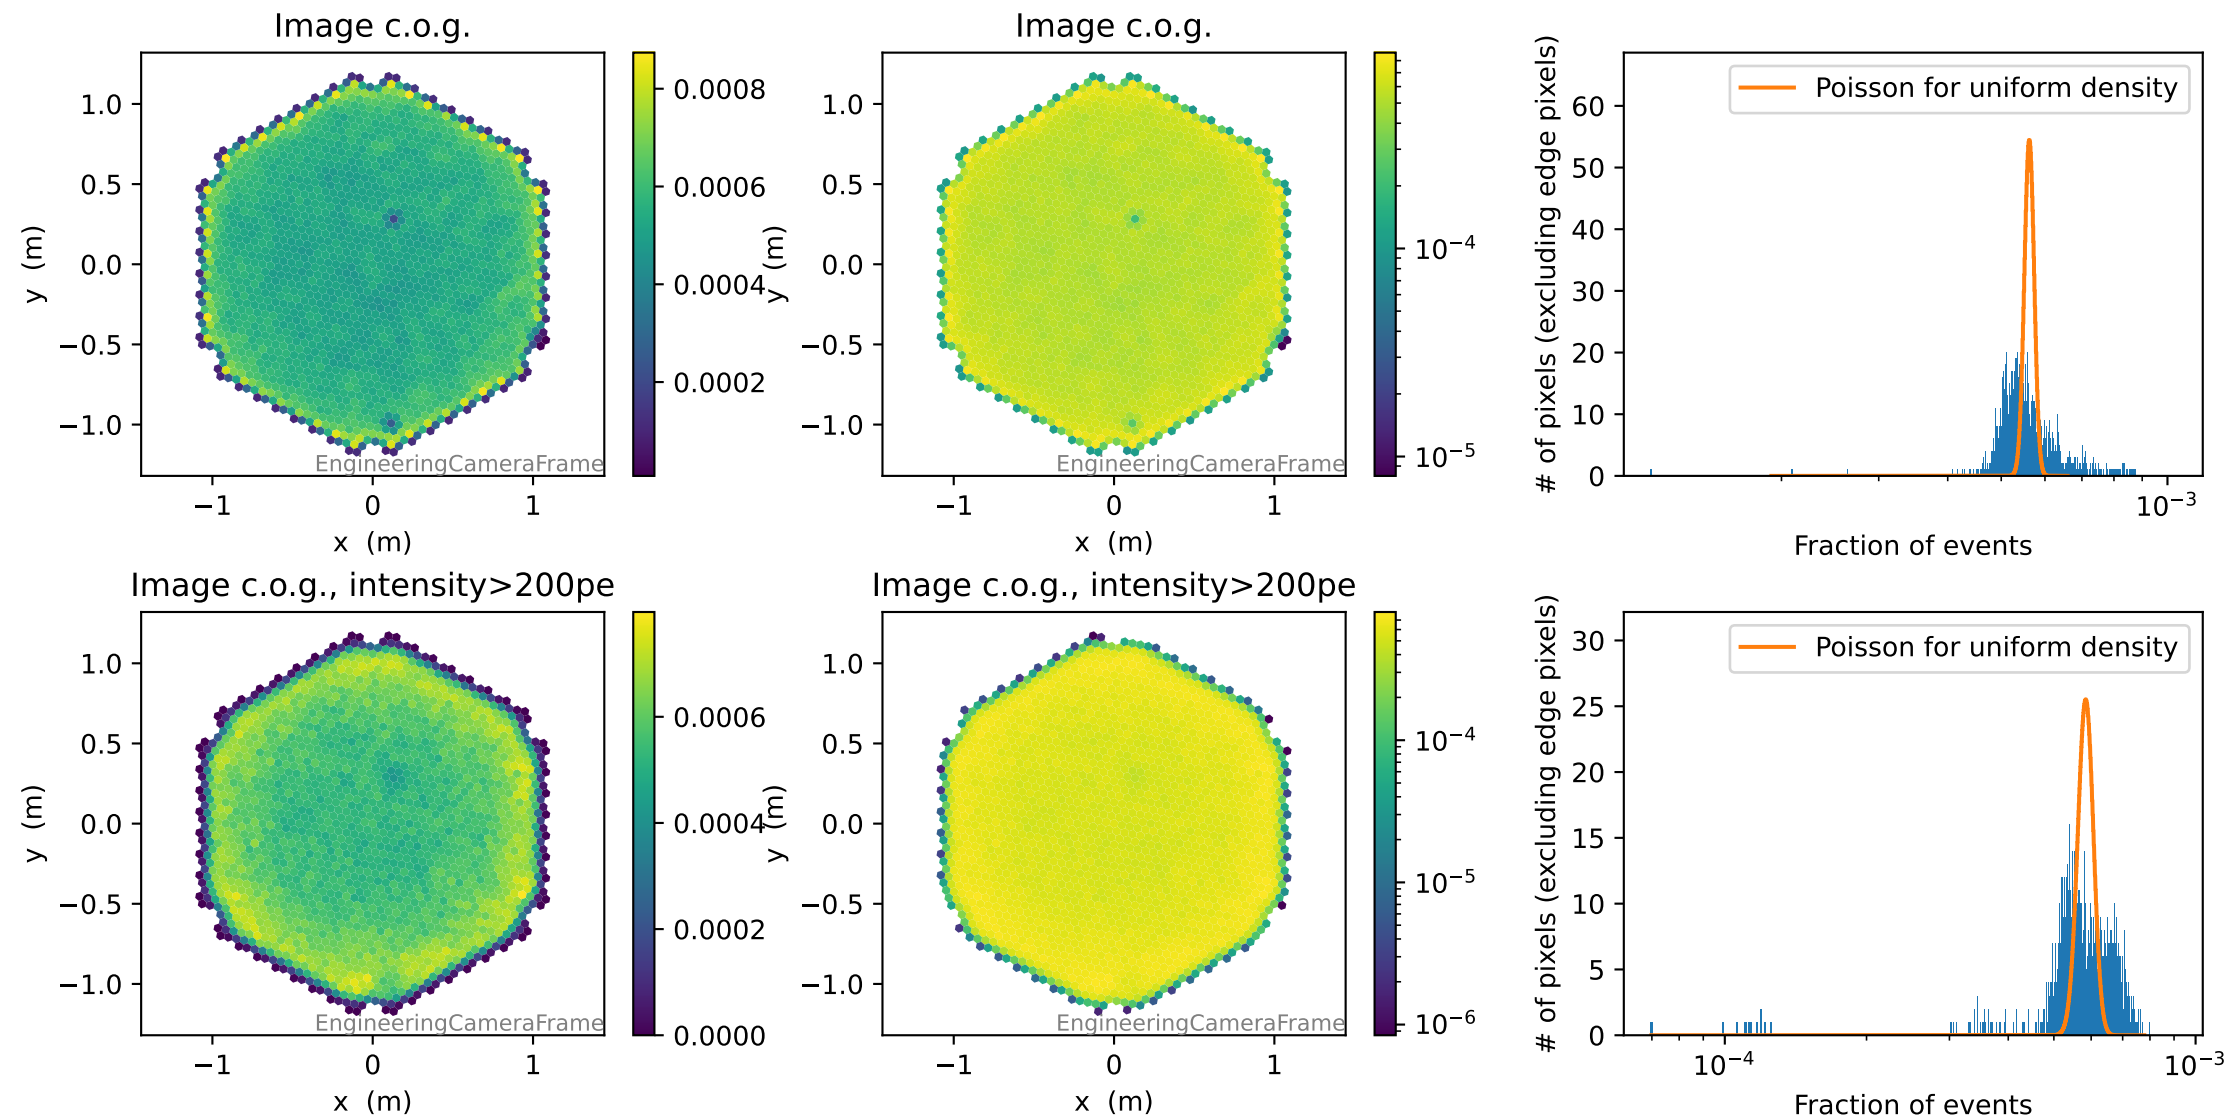 Image c.o.g.
1.0
0.5
0.0
−0.5
−1.0
y (m)
−1
0
1
x (m)
EngineeringCameraFrame
0.0008
0.0006
0.0004
0.0002
Image c.o.g.
1.0
0.5
0.0
−0.5
−1.0
y (m)
−1
0
1
x (m)
EngineeringCameraFrame
10⁻⁴
10⁻⁵
# of pixels (excluding edge pixels)
60
50
40
30
20
10
0
Poisson for uniform density
10⁻³
Fraction of events
Image c.o.g., intensity>200pe
1.0
0.5
0.0
−0.5
−1.0
y (m)
−1
0
1
x (m)
EngineeringCameraFrame
0.0006
0.0004
0.0002
0.0000
Image c.o.g., intensity>200pe
1.0
0.5
0.0
−0.5
−1.0
y (m)
−1
0
1
x (m)
EngineeringCameraFrame
10⁻⁴
10⁻⁵
10⁻⁶
# of pixels (excluding edge pixels)
30
25
20
15
10
5
0
Poisson for uniform density
10⁻⁴
10⁻³
Fraction of events